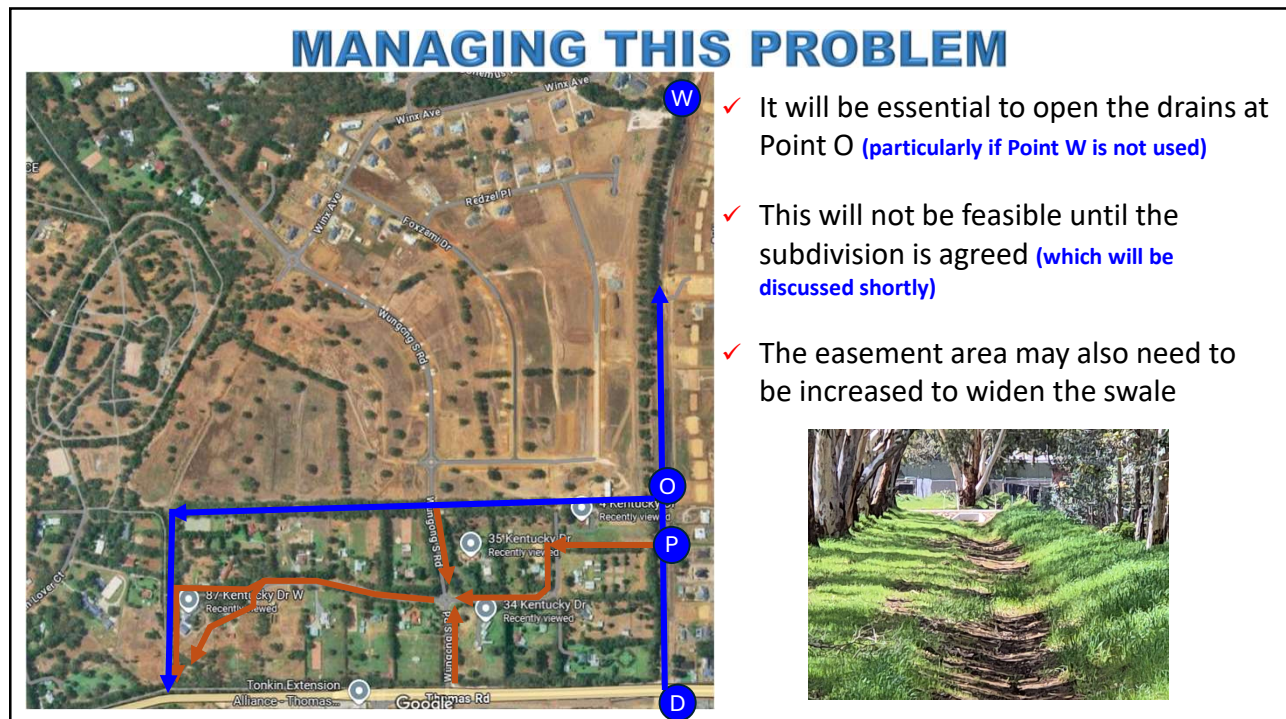 MANAGING THIS PROBLEM
Winx Ave
Winx Ave
W
Redzel Pl
Winx Ave
Foxzami Dr
Wungong S Rd
O
4 Kentucky Dr
Recently viewed
Wungong S Rd
35 Kentucky Dr
Recently viewed
P
87 Kentucky Dr W
Recently viewed
34 Kentucky Dr
Recently viewed
Wungong S Rd
Tonkin Extension
Alliance - Thomas...
Google
Thomas Rd
D
✓ It will be essential to open the drains at
Point O (particularly if Point W is not used)
✓ This will not be feasible until the
subdivision is agreed (which will be
discussed shortly)
✓ The easement area may also need to
be increased to widen the swale